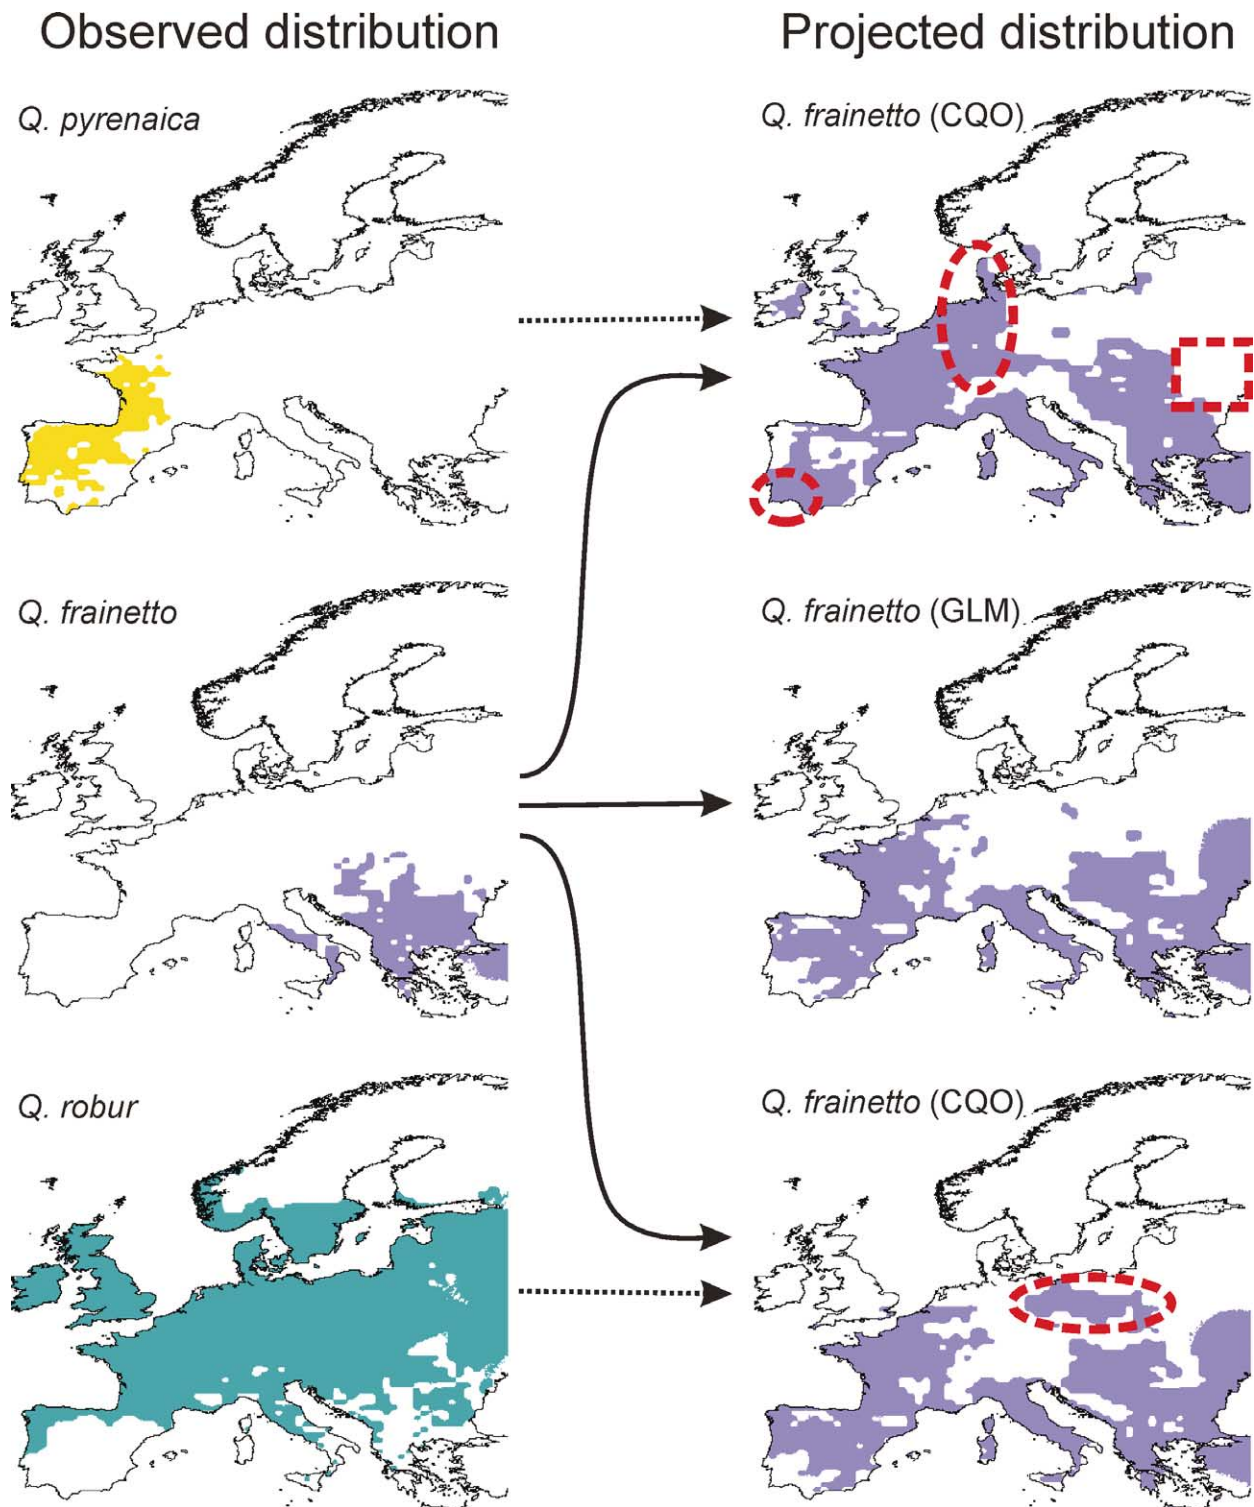 Observed distribution
Projected distribution
Q. pyrenaica
Q. frainetto (CQO)
Q. frainetto
Q. frainetto (GLM)
Q. robur
Q. frainetto (CQO)